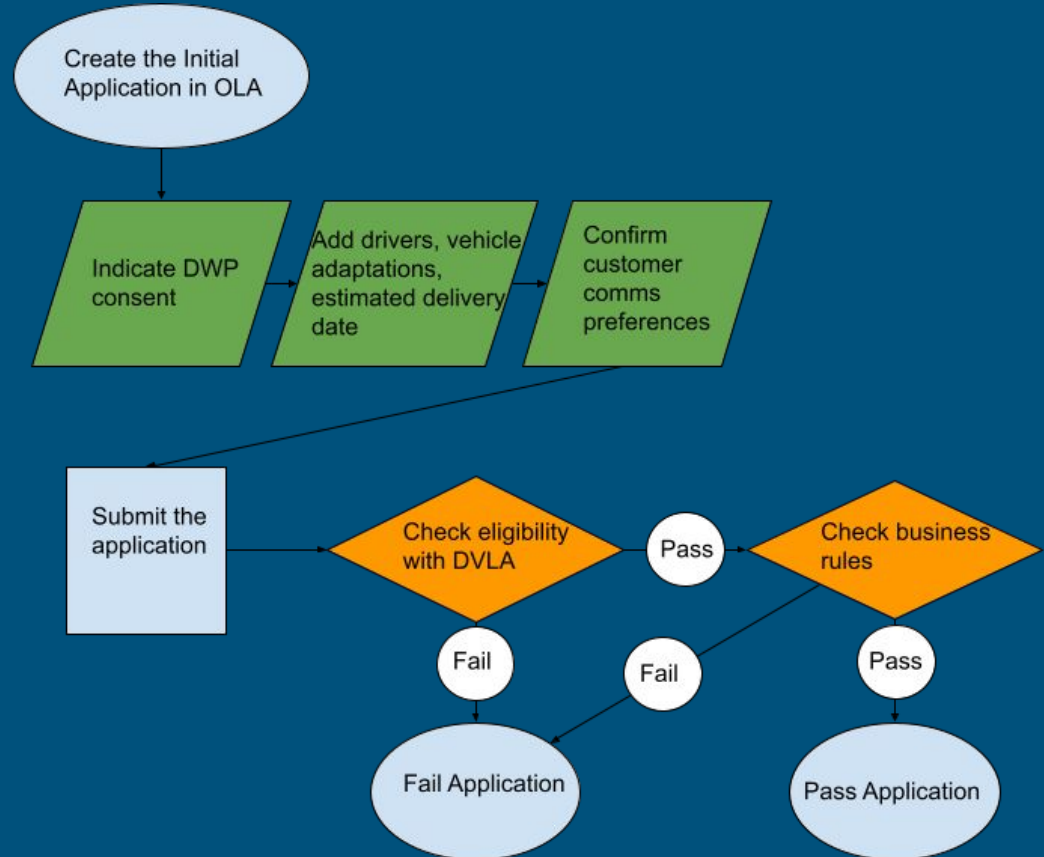 Create the Initial
Application in OLA
Indicate DWP
consent
Add drivers, vehicle
adaptations,
estimated delivery
date
Confirm
customer
comms
preferences
Submit the
application
Check eligibility
with DVLA
Pass
Check business
rules
Fail
Fail
Pass
Fail Application
Pass Application